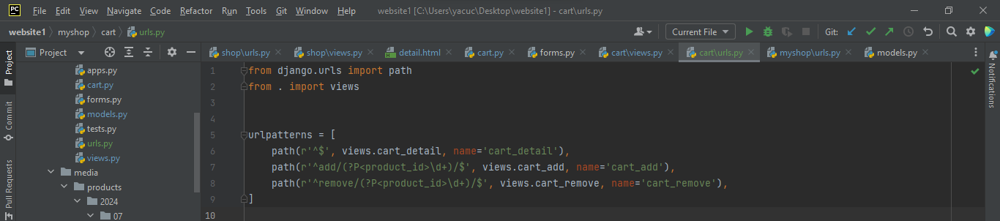 PC File Edit View Navigate Code Refactor Run Tools Git Window Help website1 [C:\Users\yacuc\Desktop\website1] - cart\urls.py
website1 myshop cart urls.py Current File Git:
Project shop\urls.py shop\views.py detail.html cart.py forms.py cart\views.py cart\urls.py myshop\urls.py models.py
Project
Commit
Pull Requests
apps.py
cart.py
forms.py
models.py
tests.py
urls.py
views.py
media
products
2024
07
1 from django.urls import path
2 from . import views
3
4
5 urlpatterns = [
6 path(r'^$', views.cart_detail, name='cart_detail'),
7 path(r'^add/(?P<product_id>\d+)/$', views.cart_add, name='cart_add'),
8 path(r'^remove/(?P<product_id>\d+)/$', views.cart_remove, name='cart_remove'),
9 ]
10
Notifications